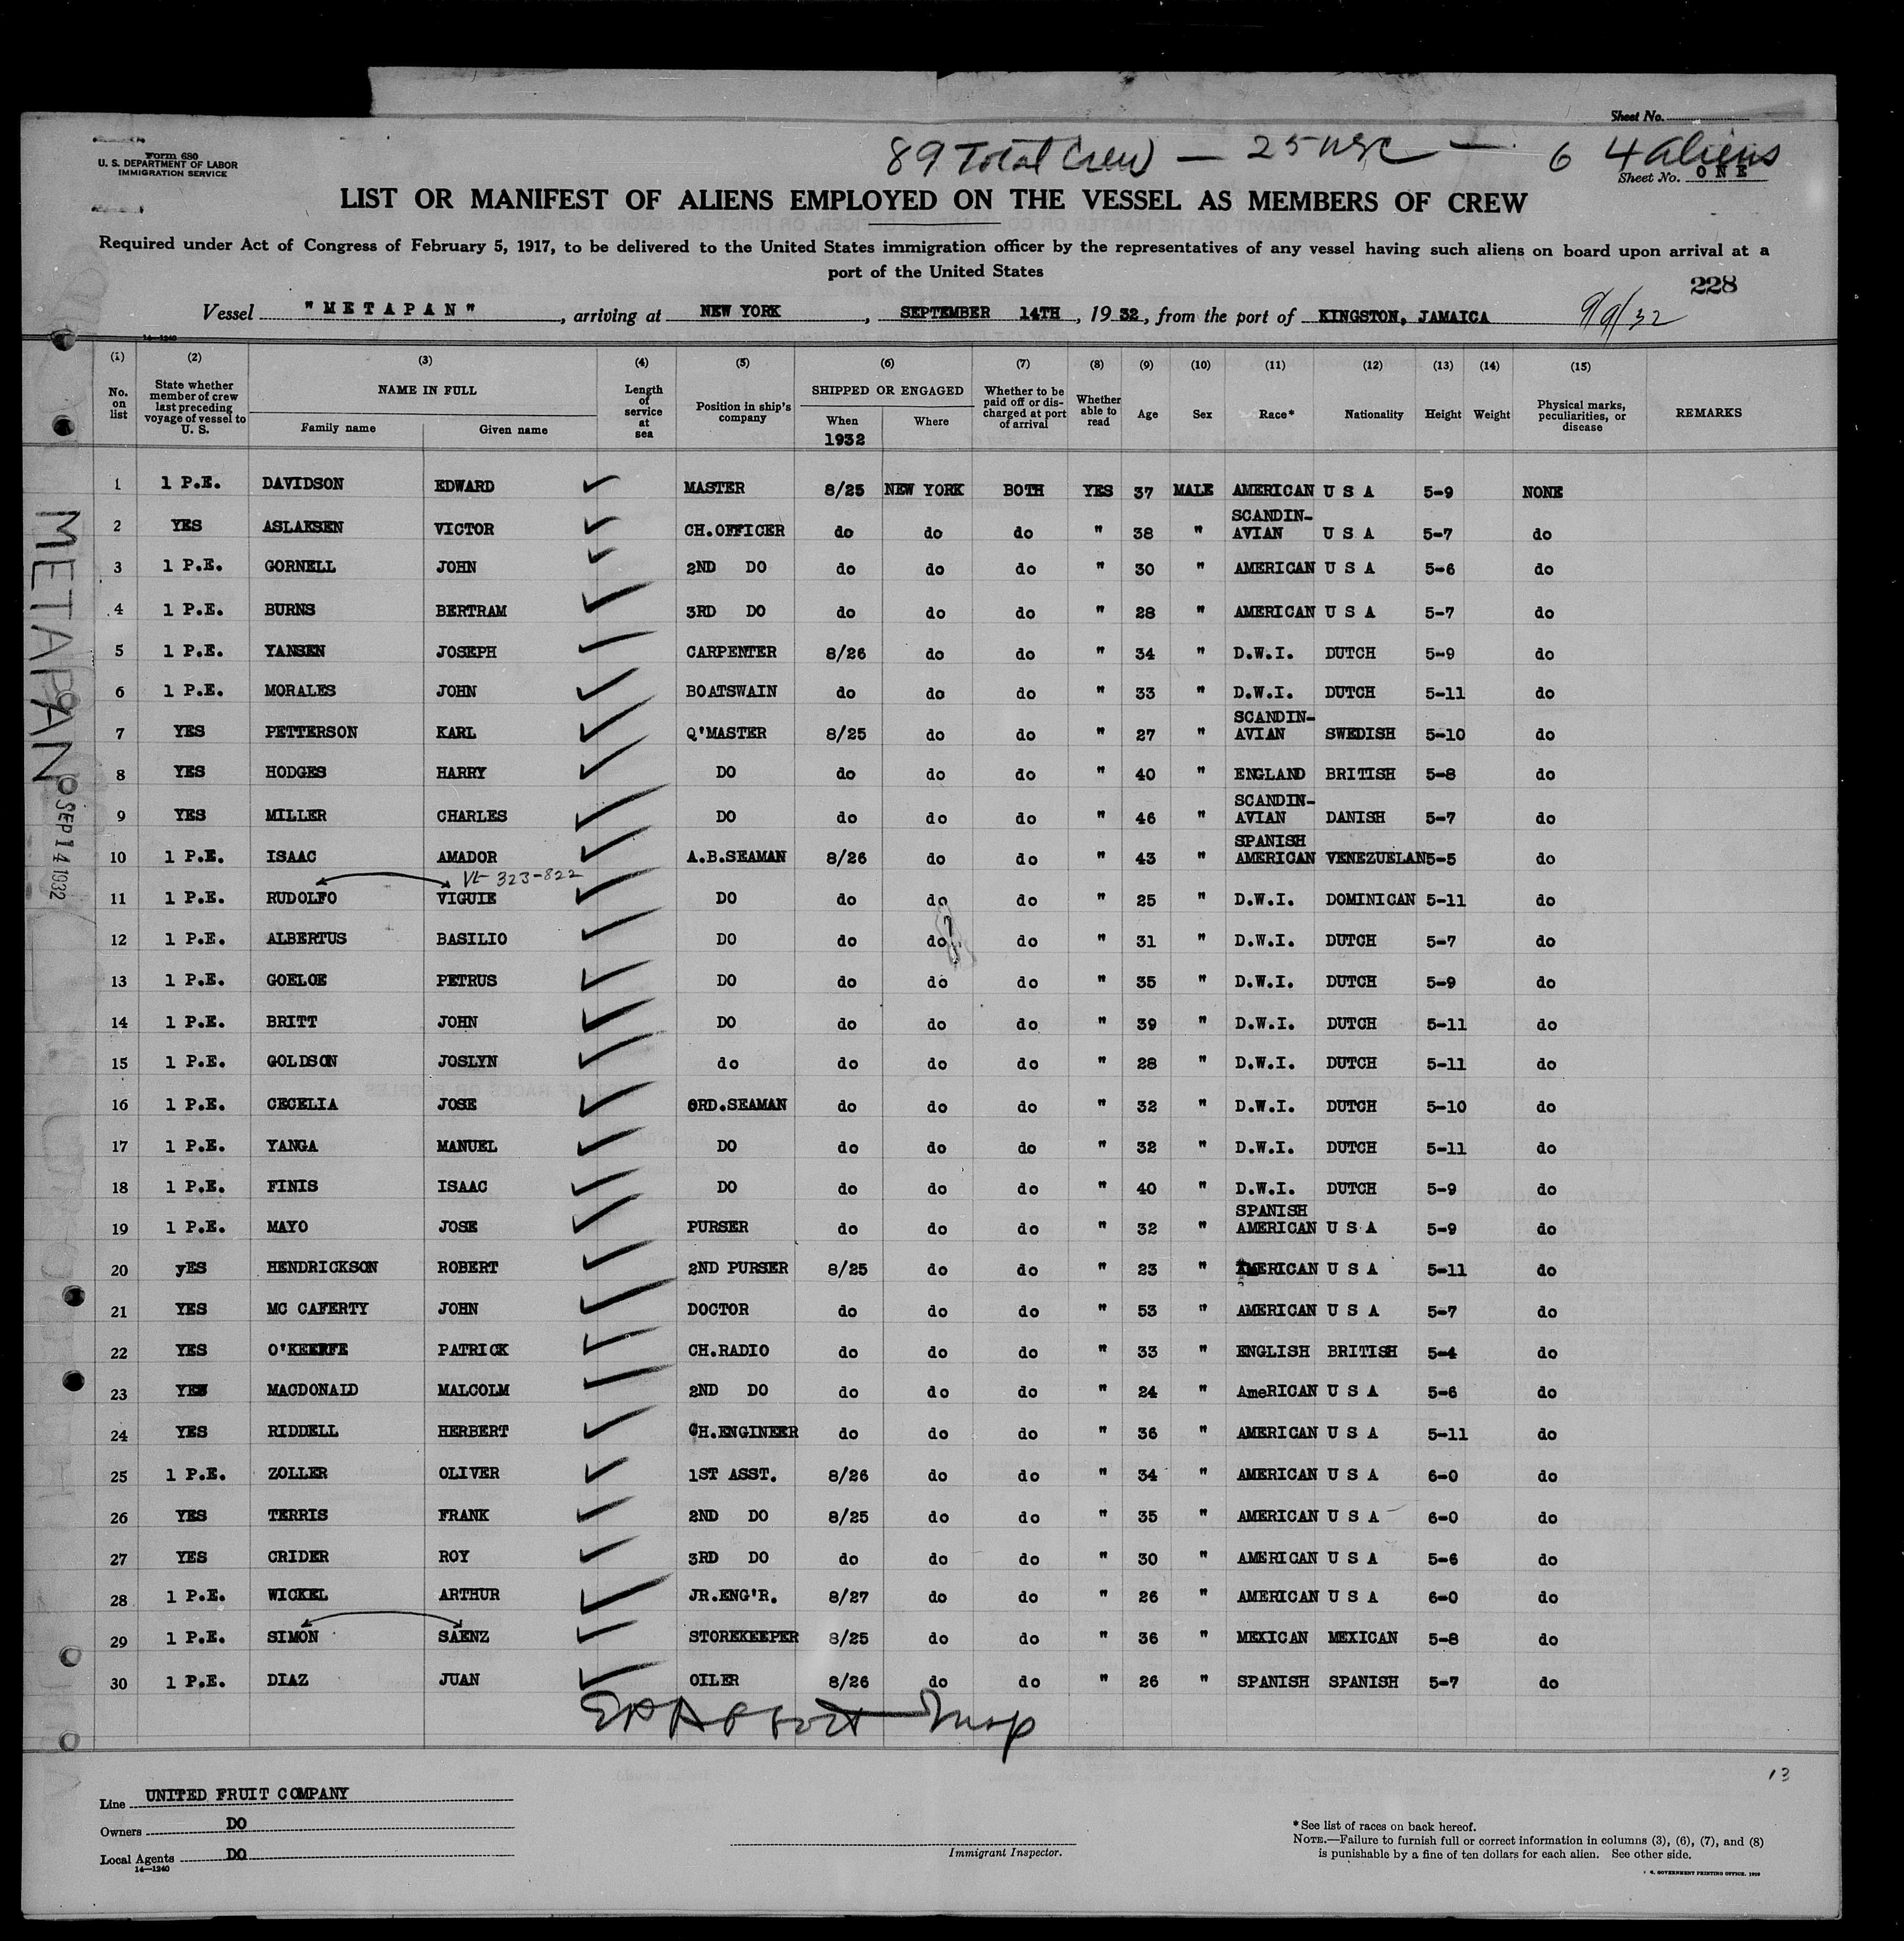 Sheet No.
Form 680
U. S. DEPARTMENT OF LABOR
IMMIGRATION SERVICE
89 Total Crew — 25 USC — 64 aliens
Sheet No. ONE
LIST OR MANIFEST OF ALIENS EMPLOYED ON THE VESSEL AS MEMBERS OF CREW
Required under Act of Congress of February 5, 1917, to be delivered to the United States immigration officer by the representatives of any vessel having such aliens on board upon arrival at a
port of the United States
228
Vessel "METAPAN", arriving at NEW YORK, SEPTEMBER 14TH, 1932, from the port of KINGSTON, JAMAICA 9/9/32
14—1240
(1) (2) (3) (4) (5) (6) (7) (8) (9) (10) (11) (12) (13) (14) (15)
No. on list State whether member of crew last preceding voyage of vessel to U. S. NAME IN FULL Family name Given name Length of service at sea Position in ship's company SHIPPED OR ENGAGED When 1932 Where Whether to be paid off or discharged at port of arrival Whether able to read Age Sex Race* Nationality Height Weight Physical marks, peculiarities, or disease REMARKS
1 1 P.E. DAVIDSON EDWARD MASTER 8/25 NEW YORK BOTH YES 37 MALE AMERICAN U S A 5-9 NONE
2 YES ASLAKSEN VICTOR CH.OFFICER do do do " 38 " SCANDIN-AVIAN U S A 5-7 do
3 1 P.E. GORNELL JOHN 2ND DO do do do " 30 " AMERICAN U S A 5-6 do
4 1 P.E. BURNS BERTRAM 3RD DO do do do " 28 " AMERICAN U S A 5-7 do
5 1 P.E. YANSEN JOSEPH CARPENTER 8/26 do do " 34 " D.W.I. DUTCH 5-9 do
6 1 P.E. MORALES JOHN BOATSWAIN do do do " 33 " D.W.I. DUTCH 5-11 do
7 YES PETTERSON KARL Q'MASTER 8/25 do do " 27 " SCANDIN-AVIAN SWEDISH 5-10 do
8 YES HODGES HARRY DO do do do " 40 " ENGLAND BRITISH 5-8 do
9 YES MILLER CHARLES DO do do do " 46 " SCANDIN-AVIAN DANISH 5-7 do
10 1 P.E. ISAAC AMADOR A.B.SEAMAN 8/26 do do " 43 " SPANISH AMERICAN VENEZUELAN 5-5 do
323-822
11 1 P.E. RUDOLFO VIGUIE DO do do do " 25 " D.W.I. DOMINICAN 5-11 do
12 1 P.E. ALBERTUS BASILIO DO do do do " 31 " D.W.I. DUTCH 5-7 do
13 1 P.E. GOELOE PETRUS DO do do do " 35 " D.W.I. DUTCH 5-9 do
14 1 P.E. BRITT JOHN DO do do do " 39 " D.W.I. DUTCH 5-11 do
15 1 P.E. GOLDSON JOSLYN do do do do " 28 " D.W.I. DUTCH 5-11 do
16 1 P.E. CECELIA JOSE ORD.SEAMAN do do do " 32 " D.W.I. DUTCH 5-10 do
17 1 P.E. YANGA MANUEL DO do do do " 32 " D.W.I. DUTCH 5-11 do
18 1 P.E. FINIS ISAAC DO do do do " 40 " D.W.I. DUTCH 5-9 do
19 1 P.E. MAYO JOSE PURSER do do do " 32 " SPANISH AMERICAN U S A 5-9 do
20 yES HENDRICKSON ROBERT 2ND PURSER 8/25 do do " 23 " AMERICAN U S A 5-11 do
21 YES MC CAFERTY JOHN DOCTOR do do do " 53 " AMERICAN U S A 5-7 do
22 YES O'KEEFFE PATRICK CH.RADIO do do do " 33 " ENGLISH BRITISH 5-4 do
23 YES MACDONALD MALCOLM 2ND DO do do do " 24 " AmeRICAN U S A 5-6 do
24 YES RIDDELL HERBERT CH.ENGINEER do do do " 36 " AMERICAN U S A 5-11 do
25 1 P.E. ZOLLER OLIVER 1ST ASST. 8/26 do do " 34 " AMERICAN U S A 6-0 do
26 YES TERRIS FRANK 2ND DO 8/25 do do " 35 " AMERICAN U S A 6-0 do
27 YES CRIDER ROY 3RD DO do do do " 30 " AMERICAN U S A 5-6 do
28 1 P.E. WICKEL ARTHUR JR.ENG'R. 8/27 do do " 26 " AMERICAN U S A 6-0 do
29 1 P.E. SIMON SAENZ STOREKEEPER 8/25 do do " 36 " MEXICAN MEXICAN 5-8 do
30 1 P.E. DIAZ JUAN OILER 8/26 do do " 26 " SPANISH SPANISH 5-7 do
Insp
METAPAN
SEP 14 1932
13
Line UNITED FRUIT COMPANY
Owners DO
Local Agents DO
14—1240
Immigrant Inspector.
*See list of races on back hereof.
NOTE.—Failure to furnish full or correct information in columns (3), (6), (7), and (8)
is punishable by a fine of ten dollars for each alien. See other side.
GOVERNMENT PRINTING OFFICE